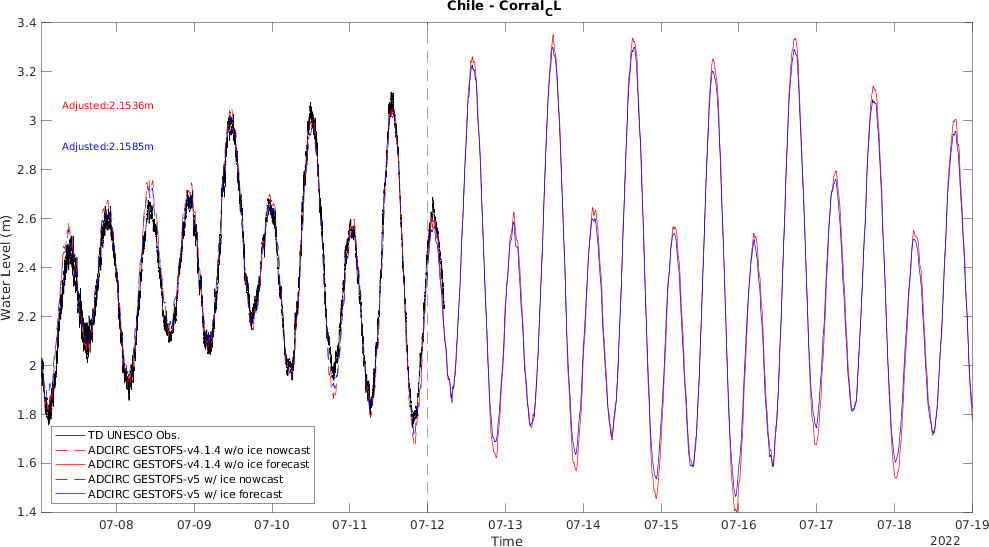 Chile - Corral_CL
3.4
3.2
3
2.8
2.6
2.4
2.2
2
1.8
1.6
1.4
Water Level (m)
Adjusted:2.1536m
Adjusted:2.1585m
TD UNESCO Obs.
ADCIRC GESTOFS-v4.1.4 w/o ice nowcast
ADCIRC GESTOFS-v4.1.4 w/o ice forecast
ADCIRC GESTOFS-v5 w/ ice nowcast
ADCIRC GESTOFS-v5 w/ ice forecast
07-08 07-09 07-10 07-11 07-12 07-13 07-14 07-15 07-16 07-17 07-18 07-19
Time
2022